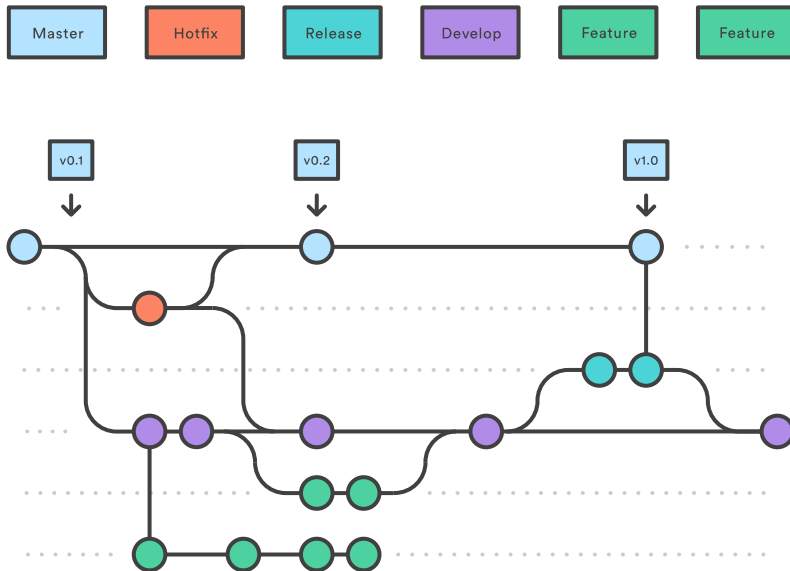 Master
Hotfix
Release
Develop
Feature
Feature
v0.1
v0.2
v1.0